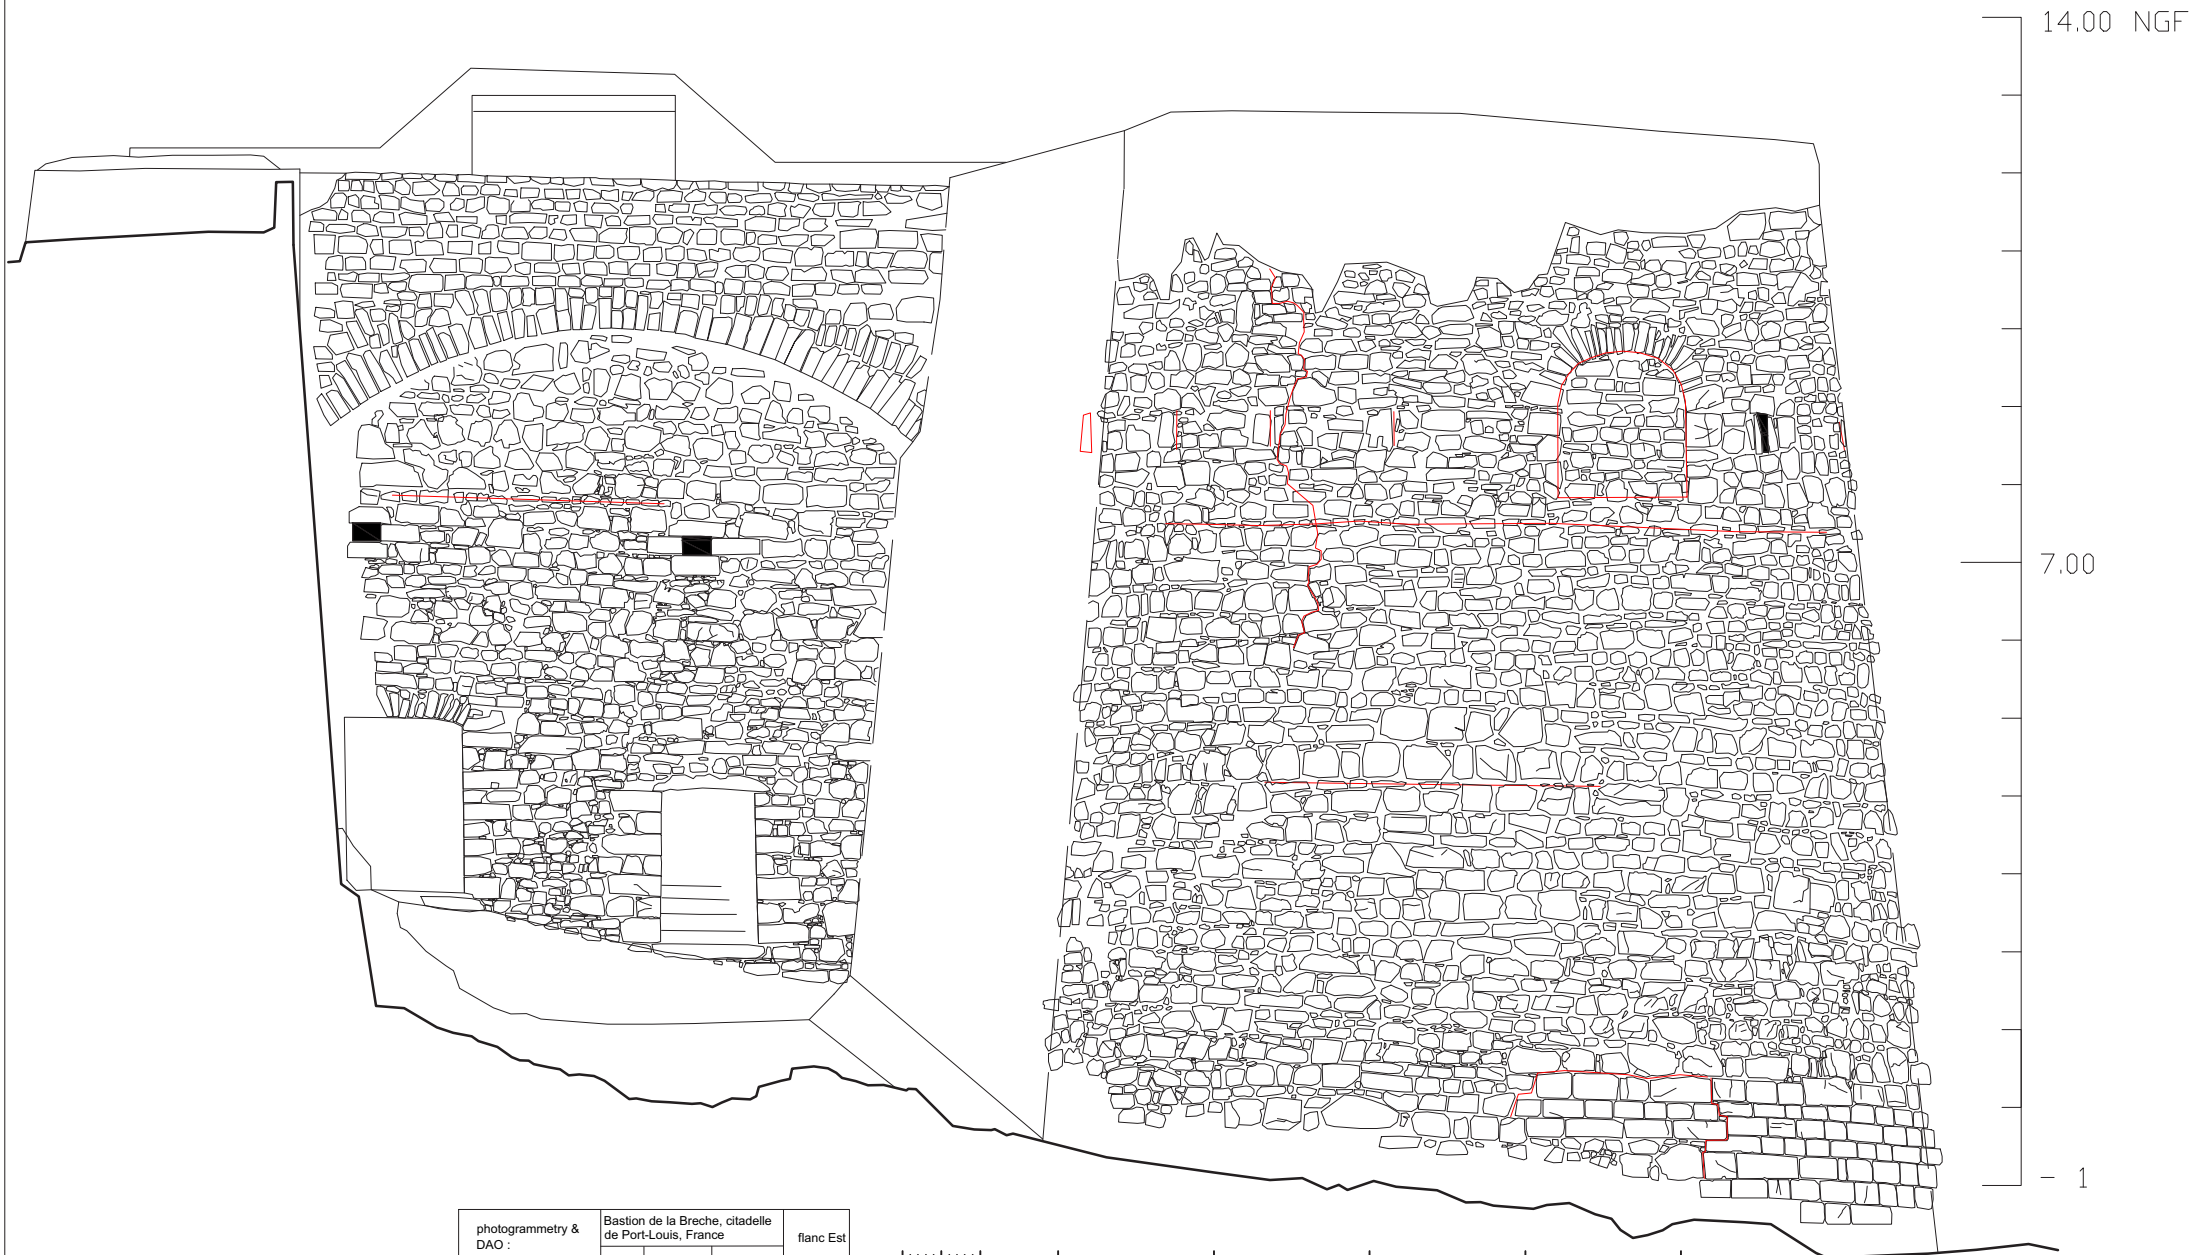 14.00 NGF
7.00
- 1
photogrammetry &
DAO :
Bastion de la Breche, citadelle
de Port-Louis, France
flanc Est